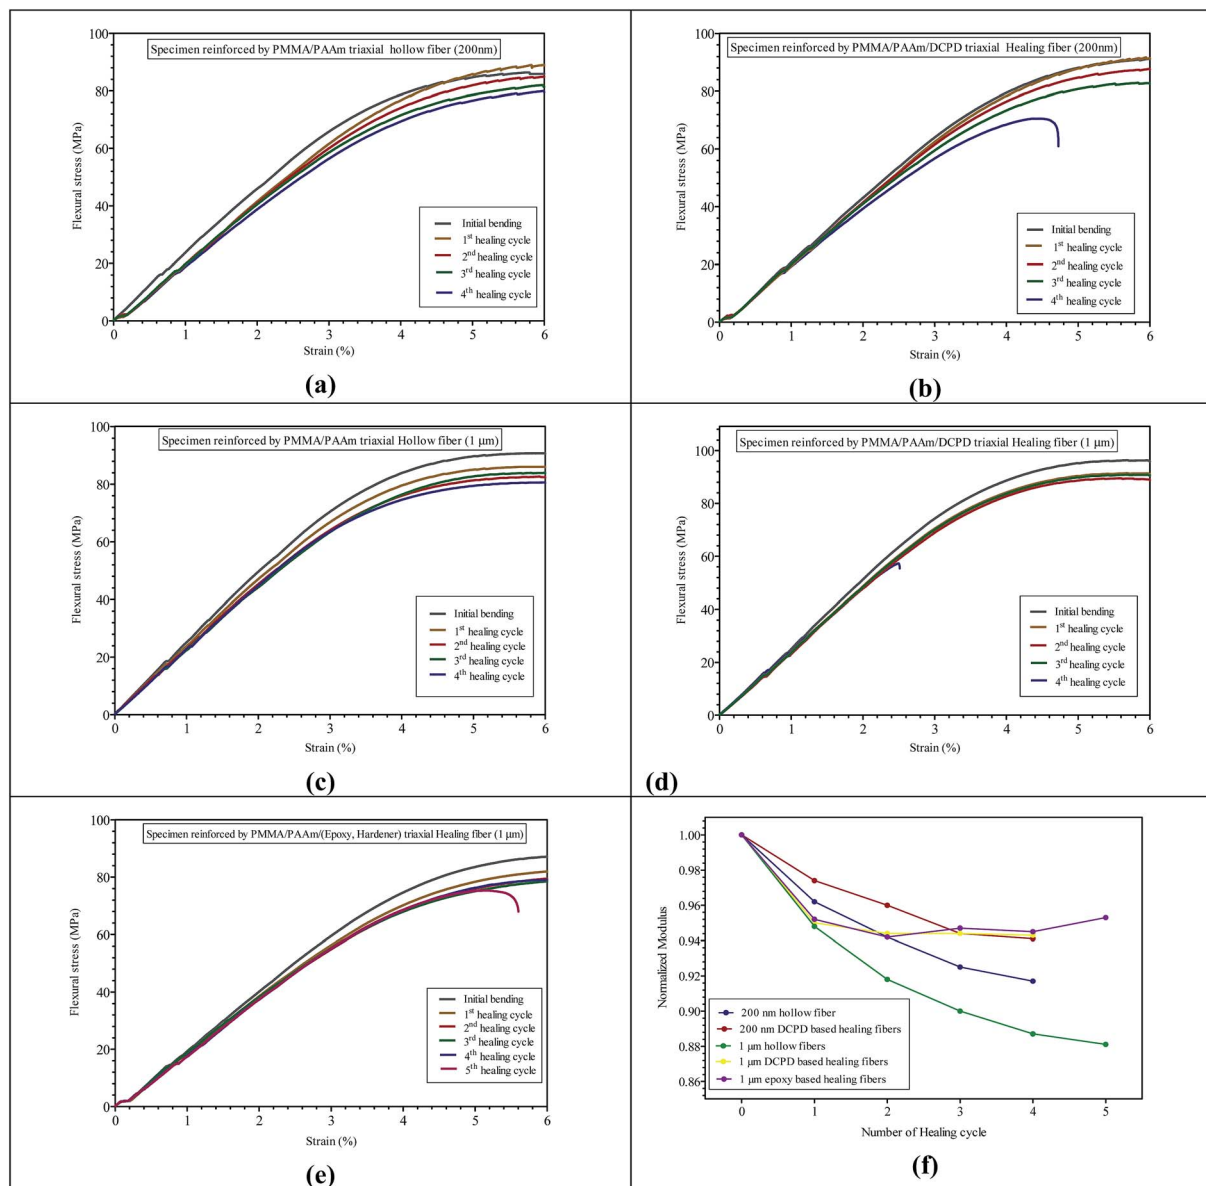 Specimen reinforced by PMMA/PAAm triaxial hollow fiber (200nm)
100
80
60
40
20
0
Flexural stress (MPa)
Initial bending
1st healing cycle
2nd healing cycle
3rd healing cycle
4th healing cycle
0 1 2 3 4 5 6
Strain (%)
(a)
Specimen reinforced by PMMA/PAAm/DCPD triaxial Healing fiber (200nm)
100
80
60
40
20
0
Flexural stress (MPa)
Initial bending
1st healing cycle
2nd healing cycle
3rd healing cycle
4th healing cycle
0 1 2 3 4 5 6
Strain (%)
(b)
Specimen reinforced by PMMA/PAAm triaxial Hollow fiber (1 μm)
100
80
60
40
20
0
Flexural stress (MPa)
Initial bending
1st healing cycle
2nd healing cycle
3rd healing cycle
4th healing cycle
0 1 2 3 4 5 6
Strain (%)
(c)
Specimen reinforced by PMMA/PAAm/DCPD triaxial Healing fiber (1 μm)
100
80
60
40
20
0
Flexural stress (MPa)
Initial bending
1st healing cycle
2nd healing cycle
3rd healing cycle
4th healing cycle
0 1 2 3 4 5 6
Strain (%)
(d)
Specimen reinforced by PMMA/PAAm/(Epoxy, Hardener) triaxial Healing fiber (1 μm)
100
80
60
40
20
0
Flexural stress (MPa)
Initial bending
1st healing cycle
2nd healing cycle
3rd healing cycle
4th healing cycle
5th healing cycle
0 1 2 3 4 5 6
Strain (%)
(e)
1.00
0.98
0.96
0.94
0.92
0.90
0.88
0.86
Normalized Modulus
200 nm hollow fiber
200 nm DCPD based healing fibers
1 μm hollow fibers
1 μm DCPD based healing fibers
1 μm epoxy based healing fibers
0 1 2 3 4 5
Number of Healing cycle
(f)